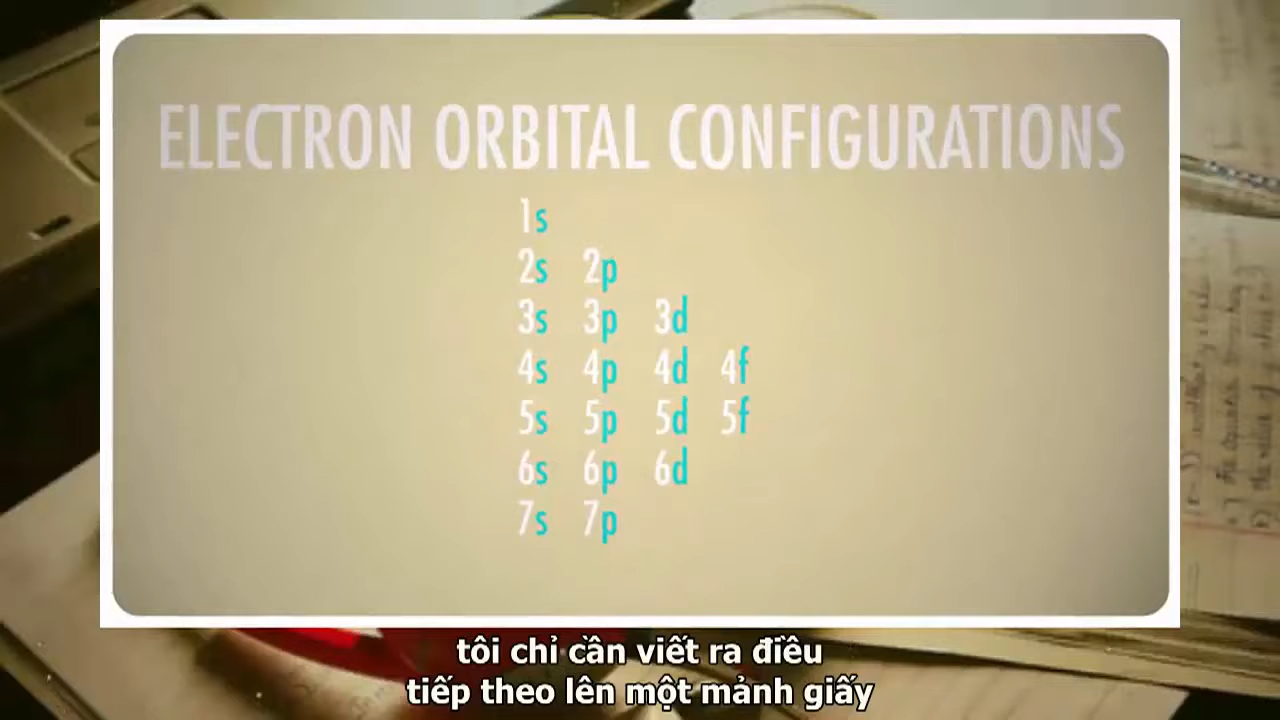 ELECTRON ORBITAL CONFIGURATIONS
1s
2s 2p
3s 3p 3d
4s 4p 4d 4f
5s 5p 5d 5f
6s 6p 6d
7s 7p
tôi chỉ cần viết ra điều
tiếp theo lên một mảnh giấy